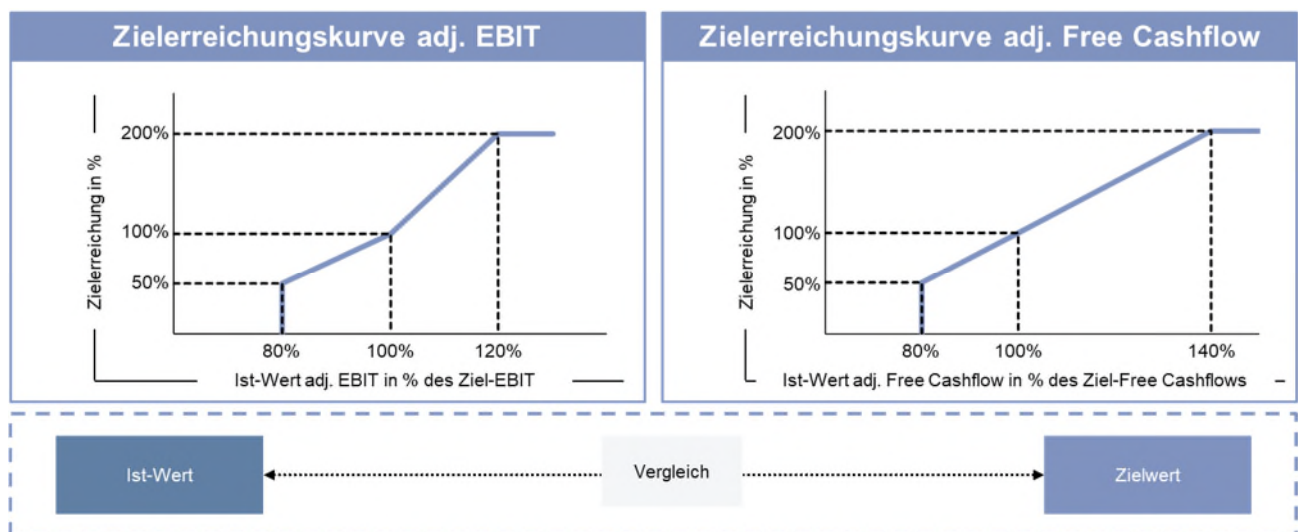 Zielerreichungskurve adj. EBIT
Zielerreichung in %
200%
100%
50%
80%
100%
120%
Ist-Wert adj. EBIT in % des Ziel-EBIT
Zielerreichungskurve adj. Free Cashflow
Zielerreichung in %
200%
100%
50%
80%
100%
140%
Ist-Wert adj. Free Cashflow in % des Ziel-Free Cashflows
Ist-Wert
Vergleich
Zielwert